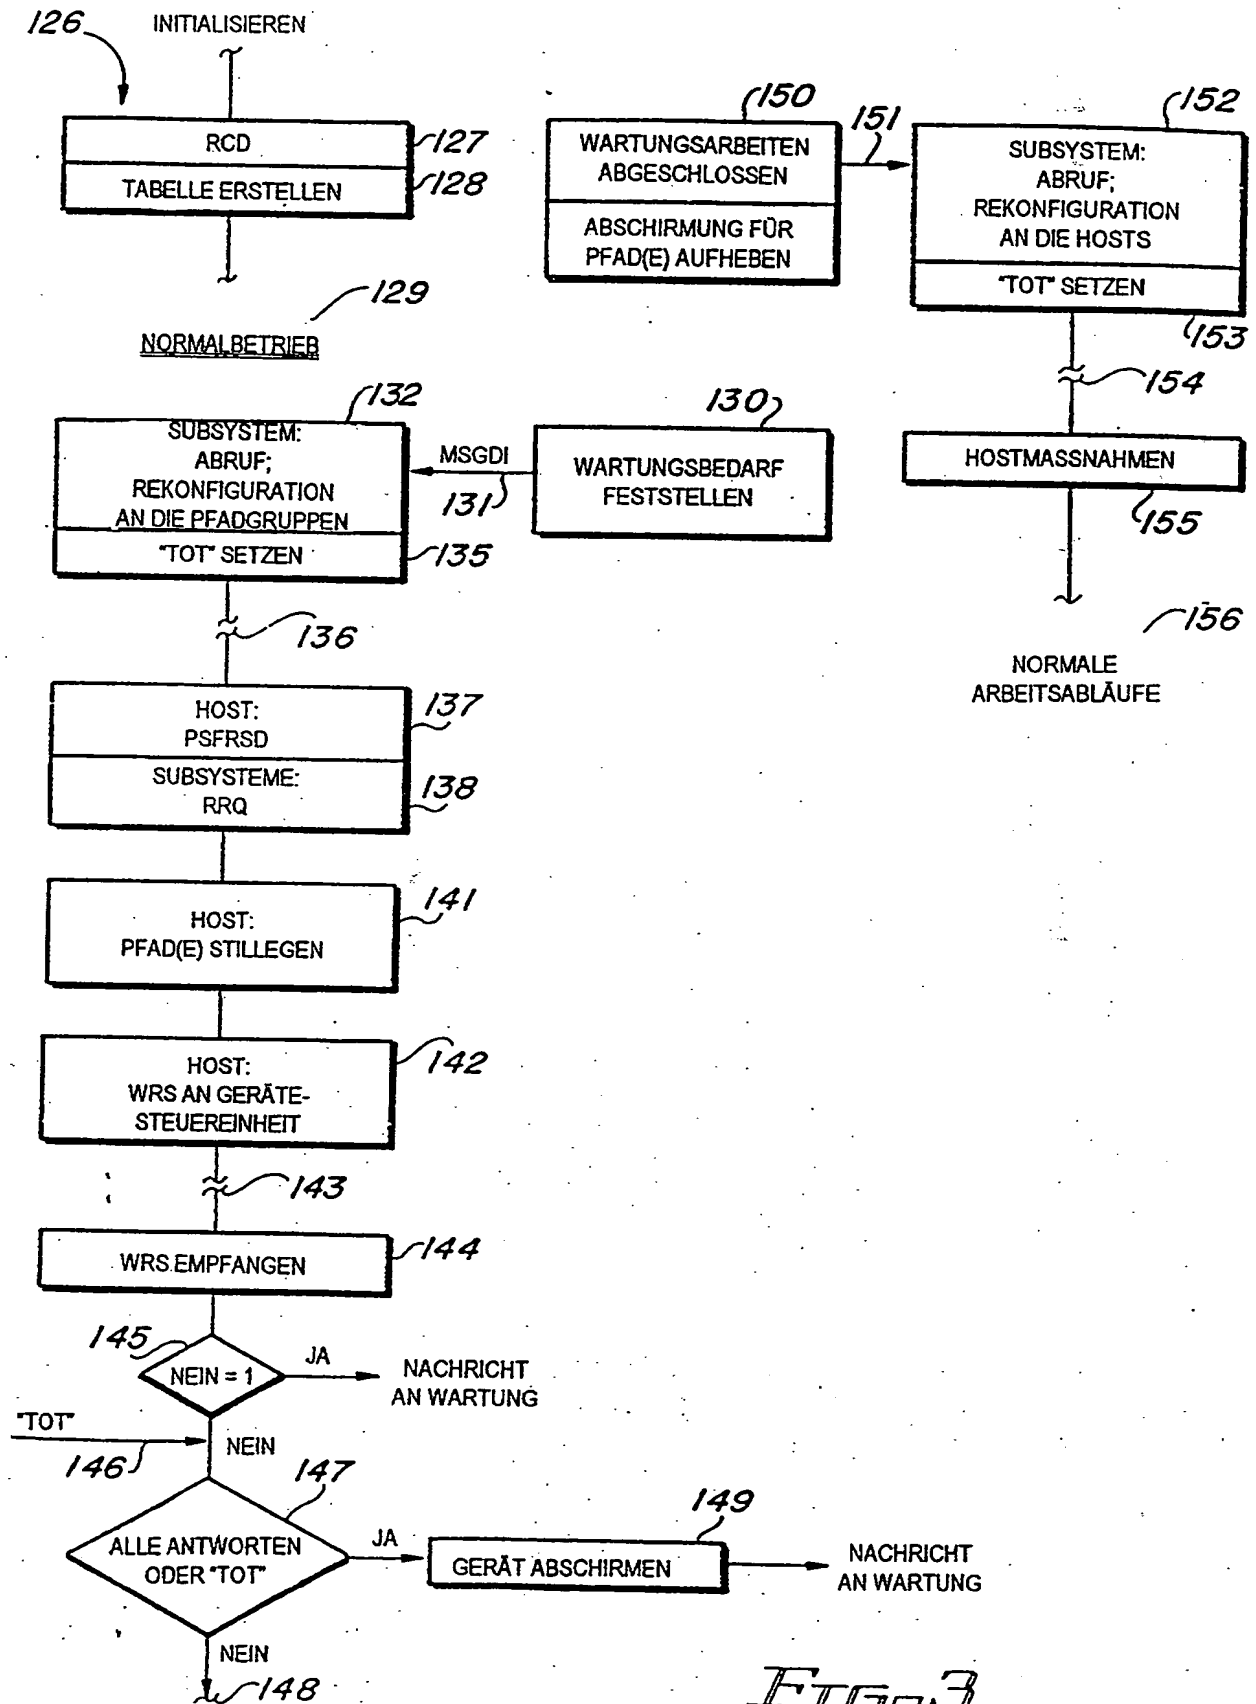 126
INITIALISIEREN
RCD
127
TABELLE ERSTELLEN
128
129
NORMALBETRIEB
150
WARTUNGSARBEITEN
ABGESCHLOSSEN
ABSCHIRMUNG FÜR
PFAD(E) AUFHEBEN
151
152
SUBSYSTEM:
ABRUF;
REKONFIGURATION
AN DIE HOSTS
"TOT" SETZEN
153
154
HOSTMASSNAHMEN
155
156
NORMALE
ARBEITSABLÄUFE
132
SUBSYSTEM:
ABRUF;
REKONFIGURATION
AN DIE PFADGRUPPEN
"TOT" SETZEN
135
MSGDI
131
130
WARTUNGSBEDARF
FESTSTELLEN
136
HOST:
PSFRSD
137
SUBSYSTEME:
RRQ
138
HOST:
PFAD(E) STILLEGEN
141
HOST:
WRS AN GERÄTE-
STEUEREINHEIT
142
143
WRS EMPFANGEN
144
145
NEIN = 1
JA
NACHRICHT
AN WARTUNG
"TOT"
146
NEIN
147
ALLE ANTWORTEN
ODER "TOT"
JA
149
GERÄT ABSCHIRMEN
NACHRICHT
AN WARTUNG
NEIN
148
FIG. 3